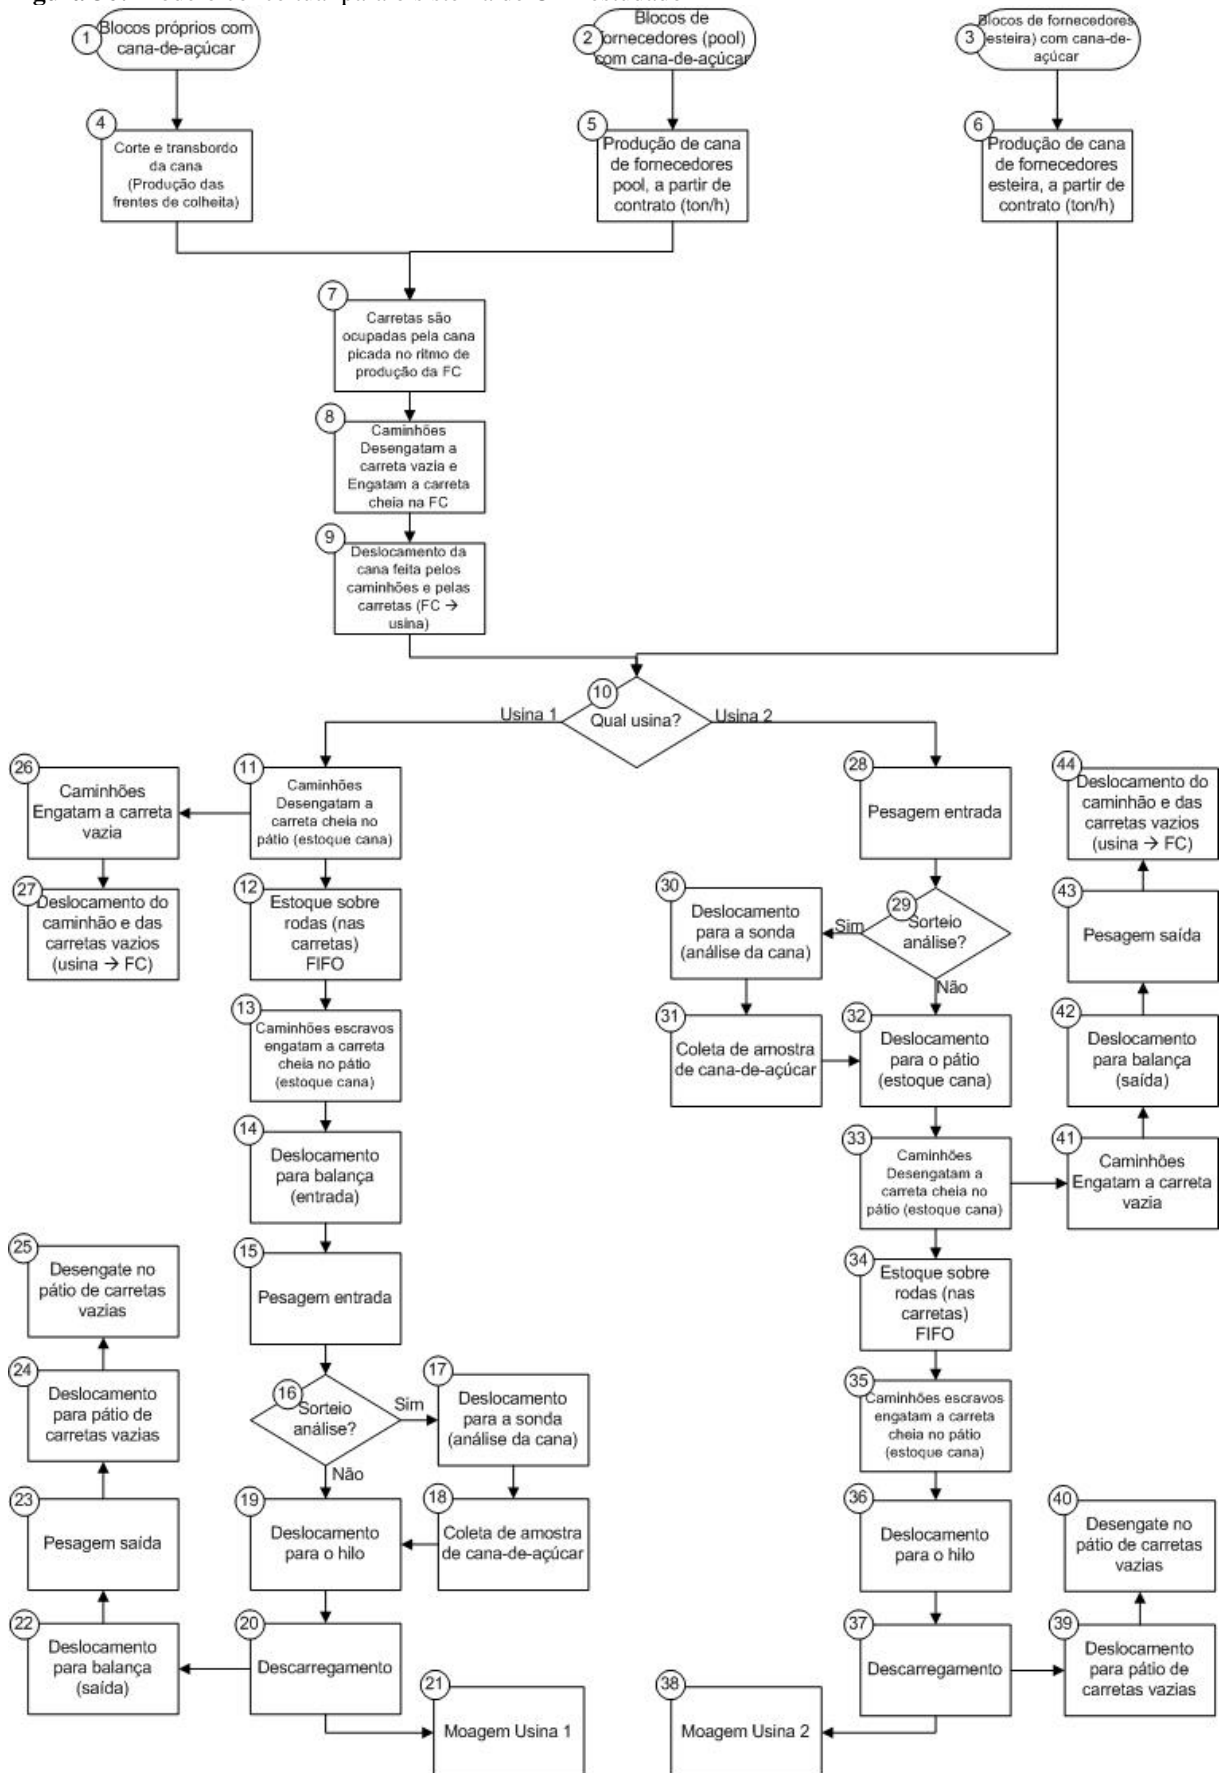 1
Blocos próprios com
cana-de-açúcar
2
Blocos de
fornecedores (pool)
com cana-de-açúcar
3
Blocos de fornecedores
(esteira) com cana-de-
açúcar
4
Corte e transbordo
da cana
(Produção das
frentes de colheita)
5
Produção de cana
de fornecedores
pool, a partir de
contrato (ton/h)
6
Produção de cana
de fornecedores
esteira, a partir de
contrato (ton/h)
7
Carretas são
ocupadas pela cana
picada no ritmo de
produção da FC
8
Caminhões
Desengatam a
carreta vazia e
Engatam a carreta
cheia na FC
9
Deslocamento da
cana feita pelos
caminhões e pelas
carretas (FC →
usina)
10
Qual usina?
Usina 1
Usina 2
26
Caminhões
Engatam a carreta
vazia
11
Caminhões
Desengatam a
carreta cheia no
pátio (estoque cana)
28
Pesagem entrada
44
Deslocamento do
caminhão e das
carretas vazios
(usina → FC)
27
Deslocamento do
caminhão e das
carretas vazios
(usina → FC)
12
Estoque sobre
rodas (nas
carretas)
FIFO
30
Deslocamento
para a sonda
(análise da cana)
29
Sorteio
análise?
Sim
Não
43
Pesagem saída
13
Caminhões escravos
engatam a carreta
cheia no pátio
(estoque cana)
31
Coleta de amostra
de cana-de-açúcar
32
Deslocamento
para o pátio
(estoque cana)
42
Deslocamento
para balança
(saída)
14
Deslocamento
para balança
(entrada)
33
Caminhões
Desengatam a
carreta cheia no
pátio (estoque cana)
41
Caminhões
Engatam a carreta
vazia
25
Desengate no
pátio de carretas
vazias
15
Pesagem entrada
34
Estoque sobre
rodas (nas
carretas)
FIFO
24
Deslocamento
para pátio de
carretas vazias
16
Sorteio
análise?
Sim
Não
17
Deslocamento
para a sonda
(análise da cana)
35
Caminhões escravos
engatam a carreta
cheia no pátio
(estoque cana)
23
Pesagem saída
19
Deslocamento
para o hilo
18
Coleta de amostra
de cana-de-açúcar
36
Deslocamento
para o hilo
40
Desengate no
pátio de carretas
vazias
22
Deslocamento
para balança
(saída)
20
Descarregamento
37
Descarregamento
39
Deslocamento
para pátio de
carretas vazias
21
Moagem Usina 1
38
Moagem Usina 2